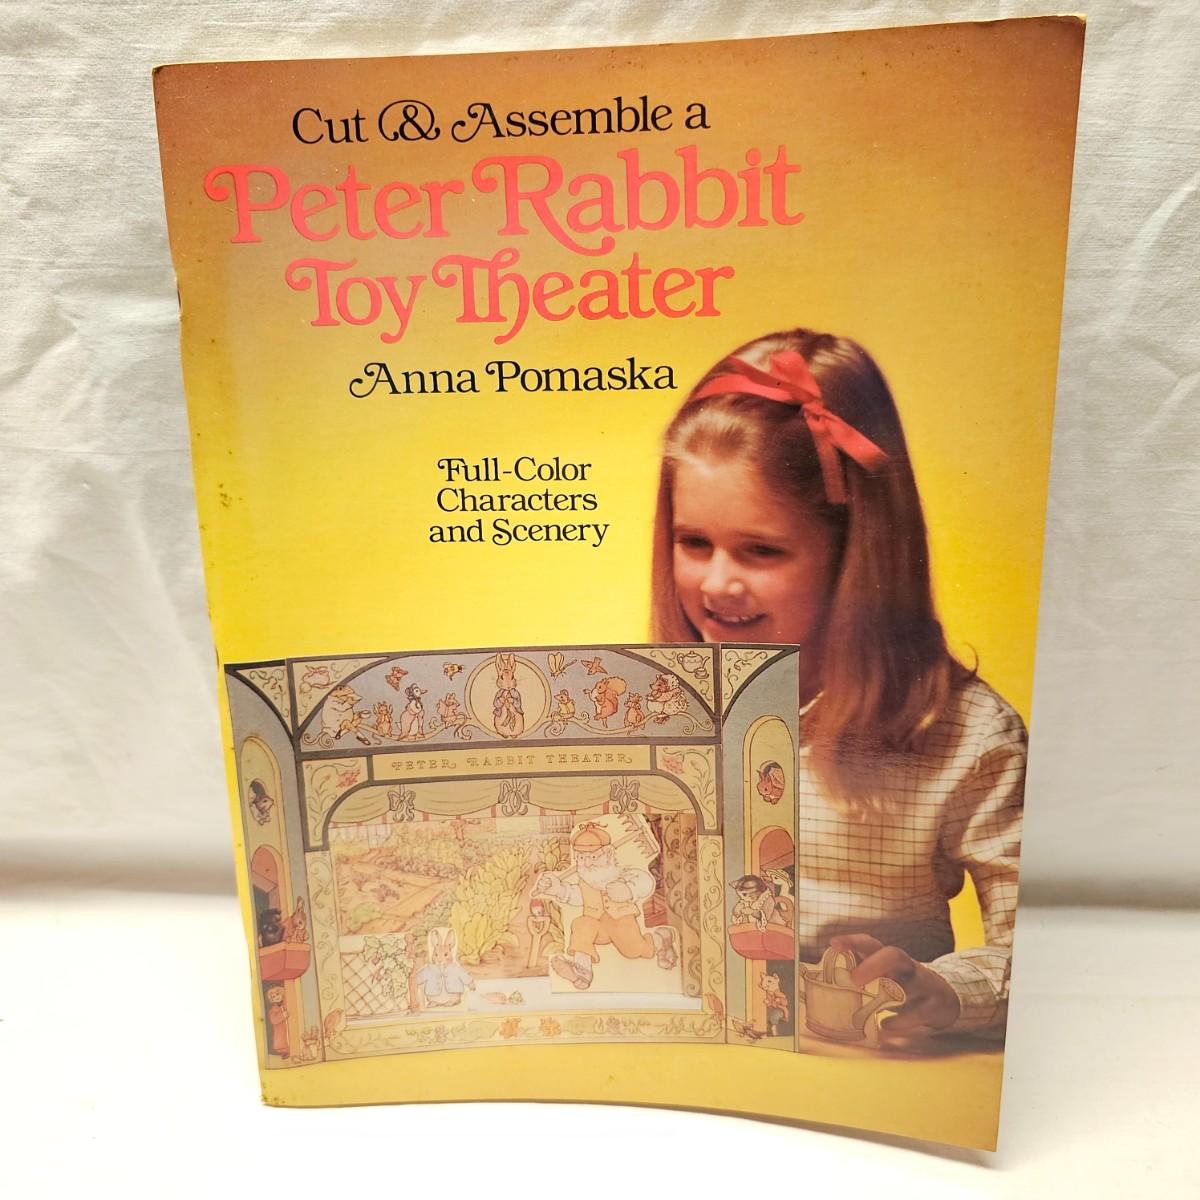 Cut & Assemble a
Peter Rabbit
Toy Theater
Anna Pomaska
Full-Color
Characters
and Scenery
PETER RABBIT THEATER